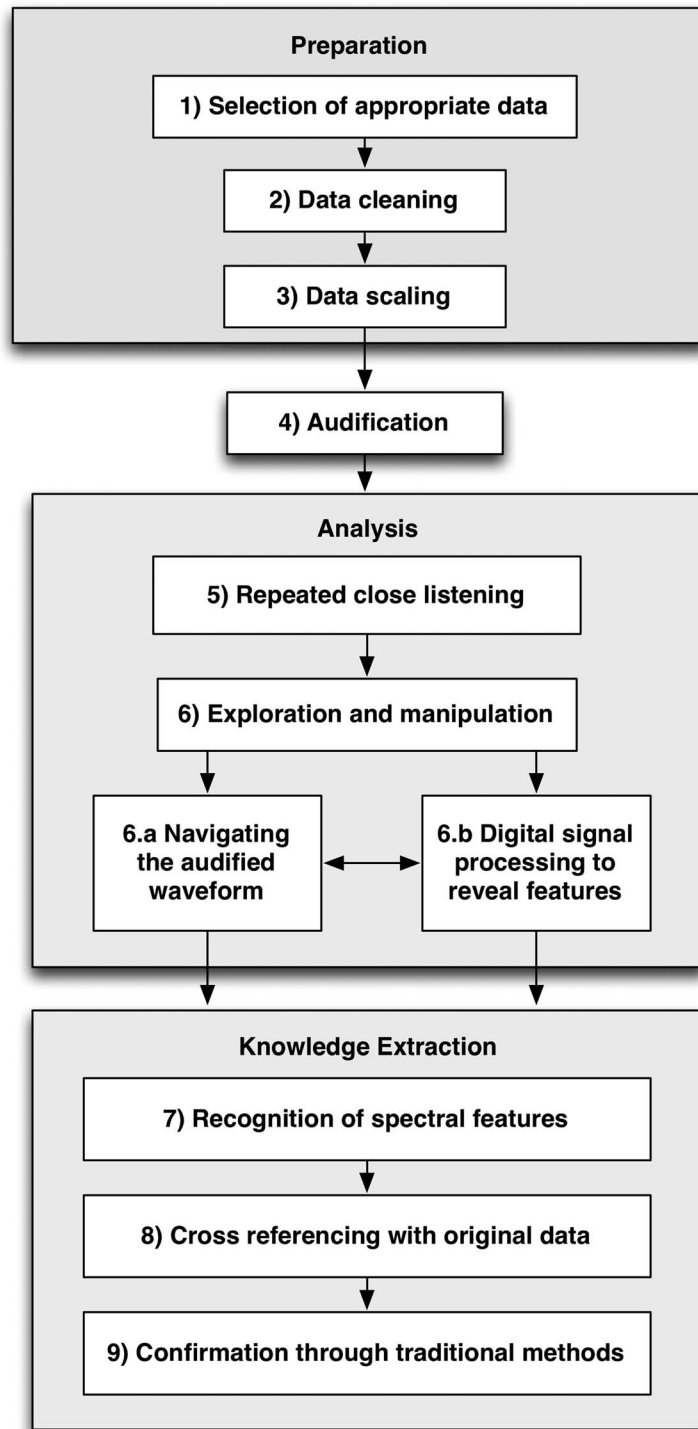 Preparation
1) Selection of appropriate data
2) Data cleaning
3) Data scaling
4) Audification
Analysis
5) Repeated close listening
6) Exploration and manipulation
6.a Navigating
the audified
waveform
6.b Digital signal
processing to
reveal features
Knowledge Extraction
7) Recognition of spectral features
8) Cross referencing with original data
9) Confirmation through traditional methods